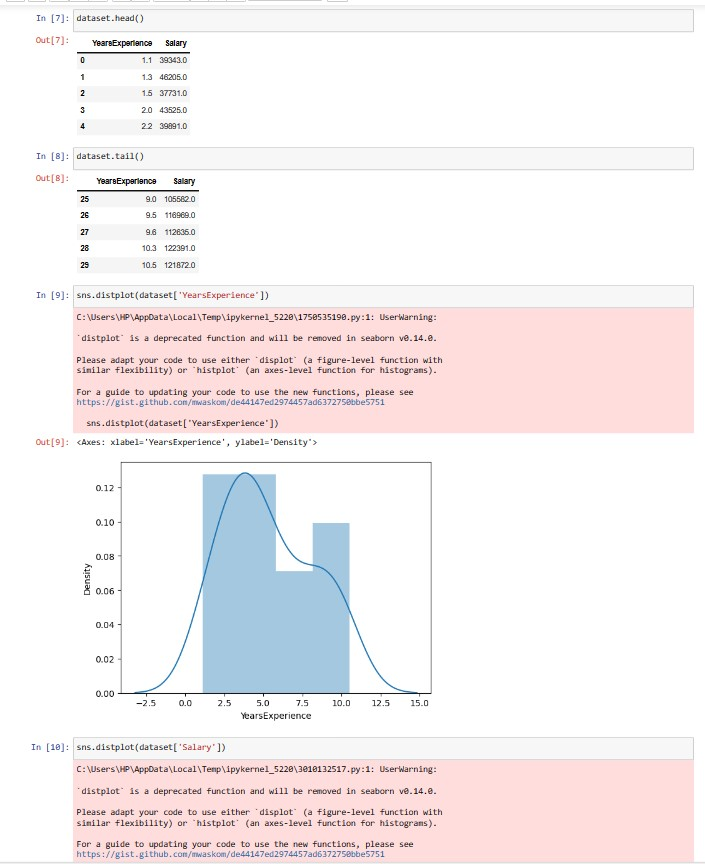 In [7]: dataset.head()
Out[7]:
YearsExperience Salary
0 1.1 39343.0
1 1.3 46205.0
2 1.5 37731.0
3 2.0 43525.0
4 2.2 39891.0
In [8]: dataset.tail()
Out[8]:
YearsExperience Salary
25 9.0 105582.0
26 9.5 116969.0
27 9.6 112635.0
28 10.3 122391.0
29 10.5 121872.0
In [9]: sns.distplot(dataset['YearsExperience'])
C:\Users\HP\AppData\Local\Temp\ipykernel_5220\1750535190.py:1: UserWarning:
`distplot` is a deprecated function and will be removed in seaborn v0.14.0.
Please adapt your code to use either `displot` (a figure-level function with
similar flexibility) or `histplot` (an axes-level function for histograms).
For a guide to updating your code to use the new functions, please see
https://gist.github.com/mwaskom/de44147ed2974457ad6372750bbe5751
sns.distplot(dataset['YearsExperience'])
Out[9]: <Axes: xlabel='YearsExperience', ylabel='Density'>
0.12
0.10
0.08
0.06
0.04
0.02
0.00
Density
−2.5 0.0 2.5 5.0 7.5 10.0 12.5 15.0
YearsExperience
In [10]: sns.distplot(dataset['Salary'])
C:\Users\HP\AppData\Local\Temp\ipykernel_5220\3010132517.py:1: UserWarning:
`distplot` is a deprecated function and will be removed in seaborn v0.14.0.
Please adapt your code to use either `displot` (a figure-level function with
similar flexibility) or `histplot` (an axes-level function for histograms).
For a guide to updating your code to use the new functions, please see
https://gist.github.com/mwaskom/de44147ed2974457ad6372750bbe5751